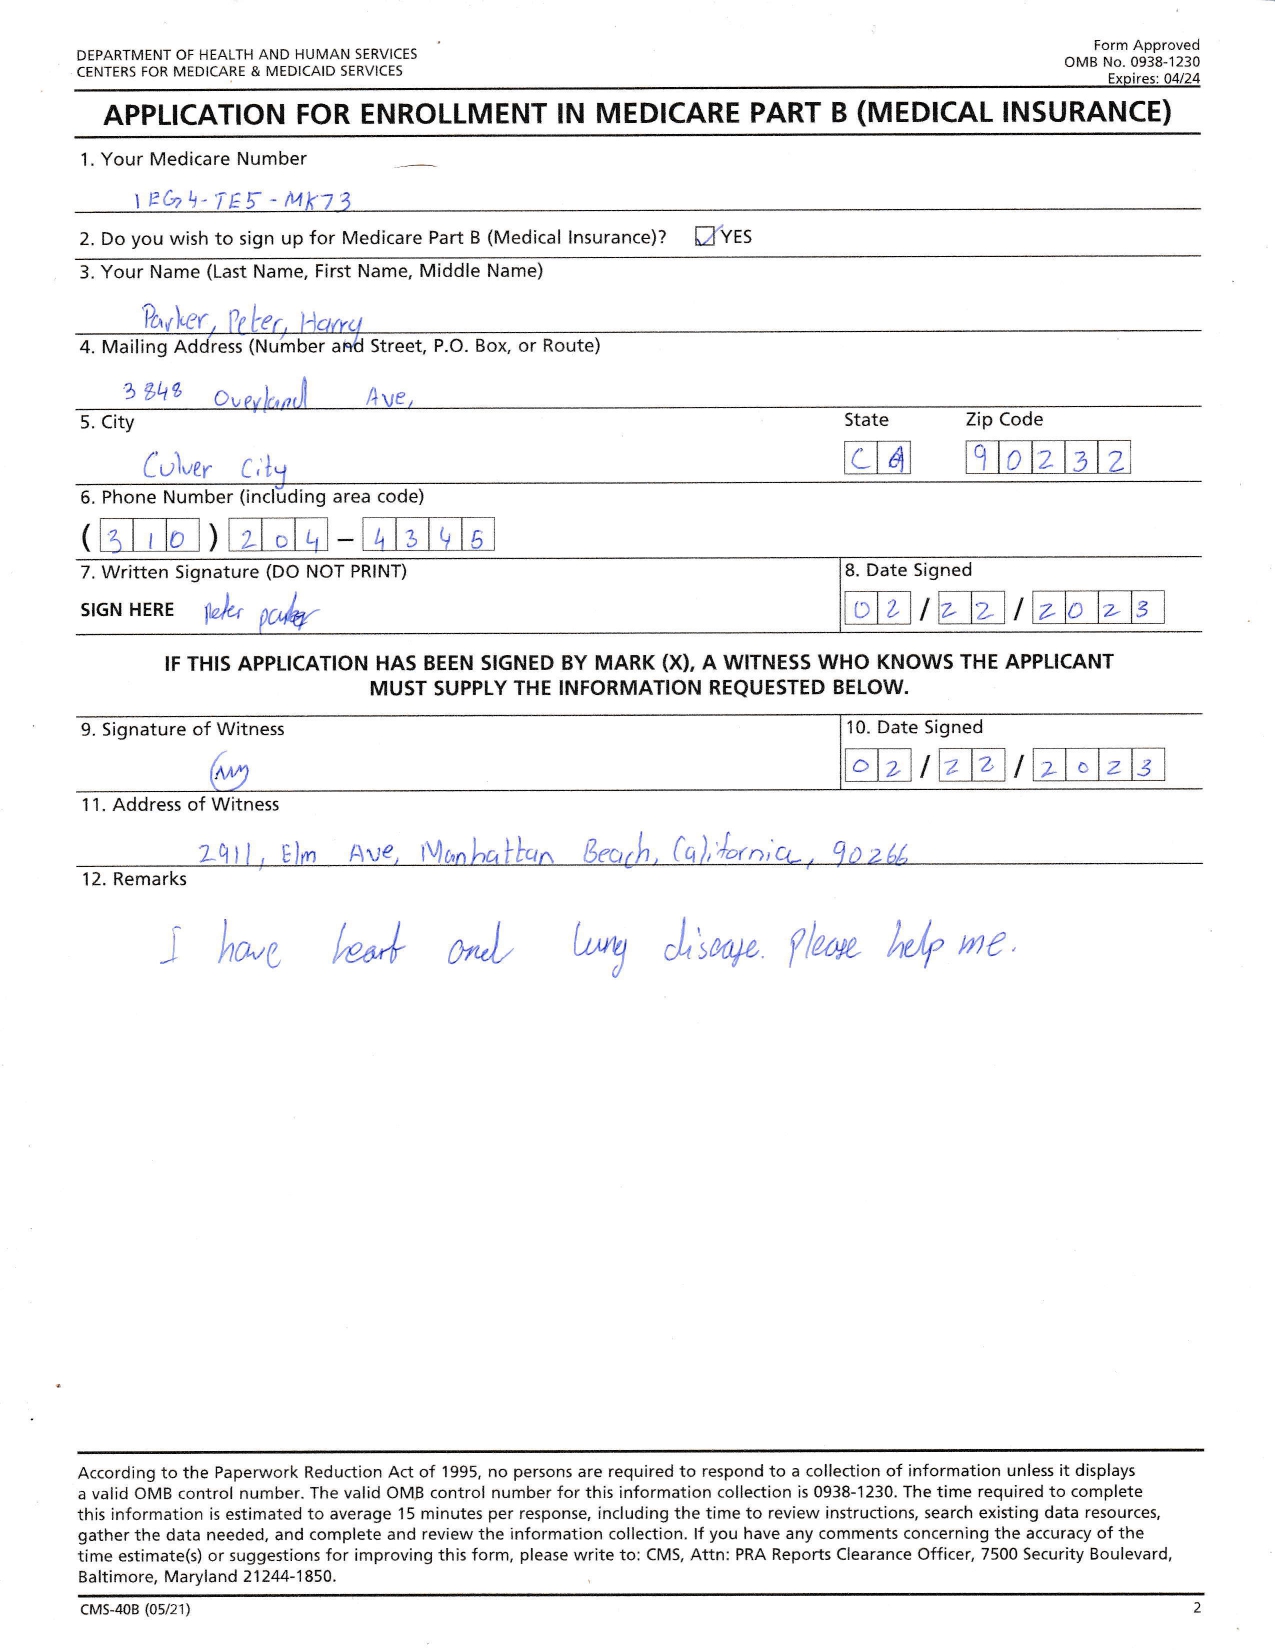 DEPARTMENT OF HEALTH AND HUMAN SERVICES
CENTERS FOR MEDICARE & MEDICAID SERVICES
Form Approved
OMB No. 0938-1230
Expires: 04/24
APPLICATION FOR ENROLLMENT IN MEDICARE PART B (MEDICAL INSURANCE)
1. Your Medicare Number
1EG4-TE5-MK73
2. Do you wish to sign up for Medicare Part B (Medical Insurance)? YES
3. Your Name (Last Name, First Name, Middle Name)
Parker, Peter, Harry
4. Mailing Address (Number and Street, P.O. Box, or Route)
3848 Overland Ave,
5. City State Zip Code
Culver City CA 90232
6. Phone Number (including area code)
(310) 204-4345
7. Written Signature (DO NOT PRINT) 8. Date Signed
SIGN HERE Peter parker 02/22/2023
IF THIS APPLICATION HAS BEEN SIGNED BY MARK (X), A WITNESS WHO KNOWS THE APPLICANT
MUST SUPPLY THE INFORMATION REQUESTED BELOW.
9. Signature of Witness 10. Date Signed
02/22/2023
11. Address of Witness
2911, Elm Ave, Manhattan Beach, California, 90266
12. Remarks
I have heart and lung disease. please help me.
According to the Paperwork Reduction Act of 1995, no persons are required to respond to a collection of information unless it displays
a valid OMB control number. The valid OMB control number for this information collection is 0938-1230. The time required to complete
this information is estimated to average 15 minutes per response, including the time to review instructions, search existing data resources,
gather the data needed, and complete and review the information collection. If you have any comments concerning the accuracy of the
time estimate(s) or suggestions for improving this form, please write to: CMS, Attn: PRA Reports Clearance Officer, 7500 Security Boulevard,
Baltimore, Maryland 21244-1850.
CMS-40B (05/21) 2